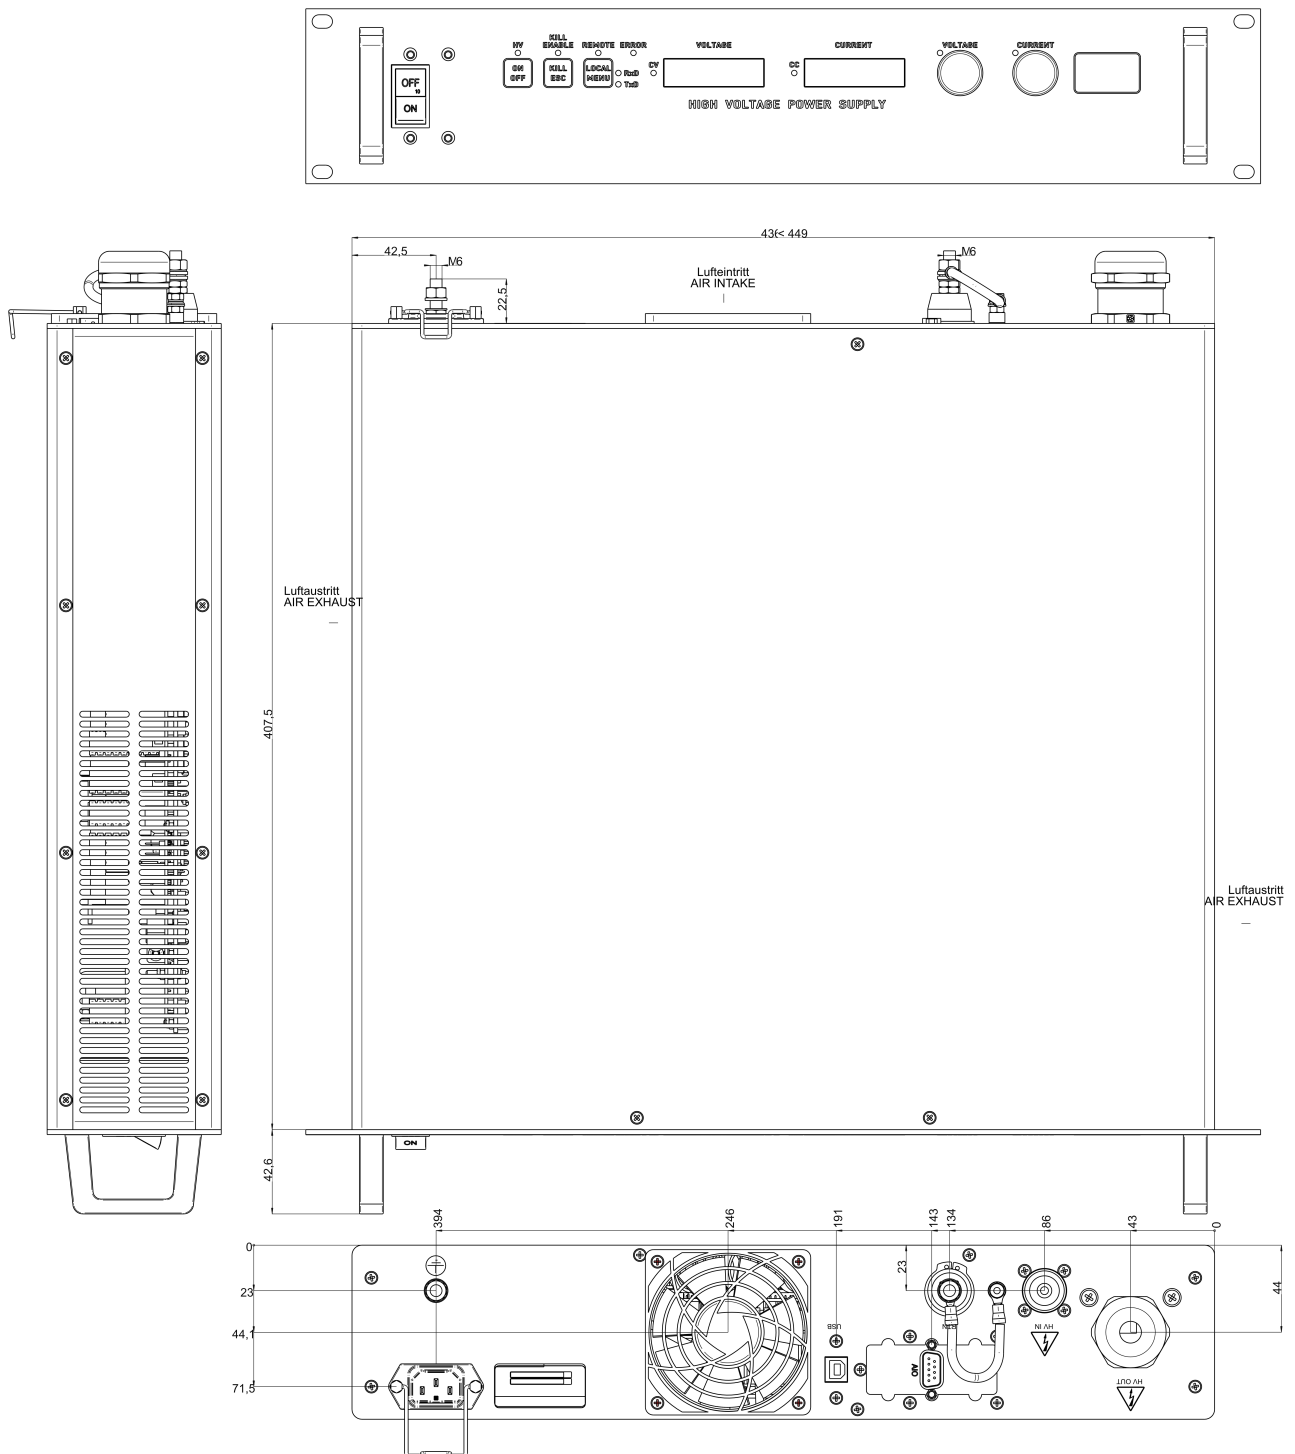 HV
KILL
ENABLE
REMOTE
ERROR
VOLTAGE
CURRENT
VOLTAGE
CURRENT
CV
CC
OFF
10
ON
ON
OFF
KILL
ESC
LOCAL
MENU
RxD
TxD
HIGH VOLTAGE POWER SUPPLY
42,5
M6
22,5
Lufteintritt
AIR INTAKE
M6
Luftaustritt
AIR EXHAUST
407,5
Luftaustritt
AIR EXHAUST
ON
42,6
394
246
191
143
134
86
43
0
0
23
44,1
71,5
23
44
USB
HV IN
AIO
HV OUT